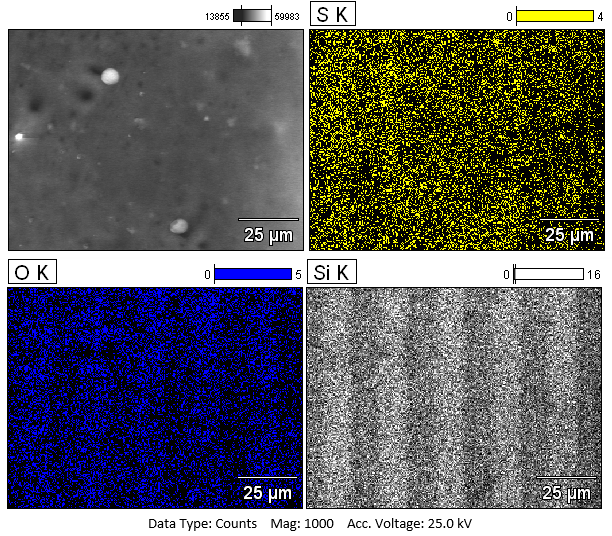 13855 59983
S K
0 4
25 µm
25 µm
O K
0 5
Si K
0 16
25 µm
25 µm
Data Type: Counts Mag: 1000 Acc. Voltage: 25.0 kV